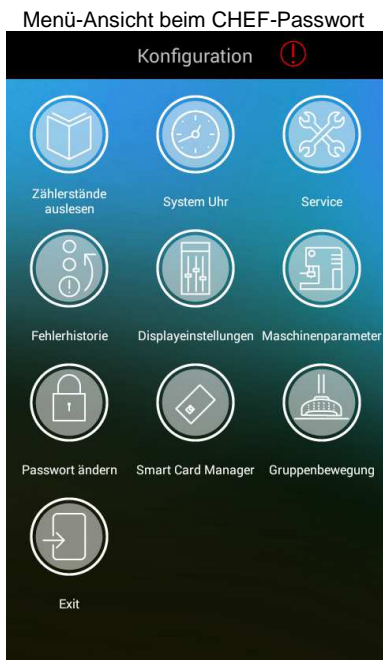 Menü-Ansicht beim CHEF-Passwort
Konfiguration
Zählerstände
auslesen
System Uhr
Service
Fehlerhistorie
Displayeinstellungen
Maschinenparameter
Passwort ändern
Smart Card Manager
Gruppenbewegung
Exit